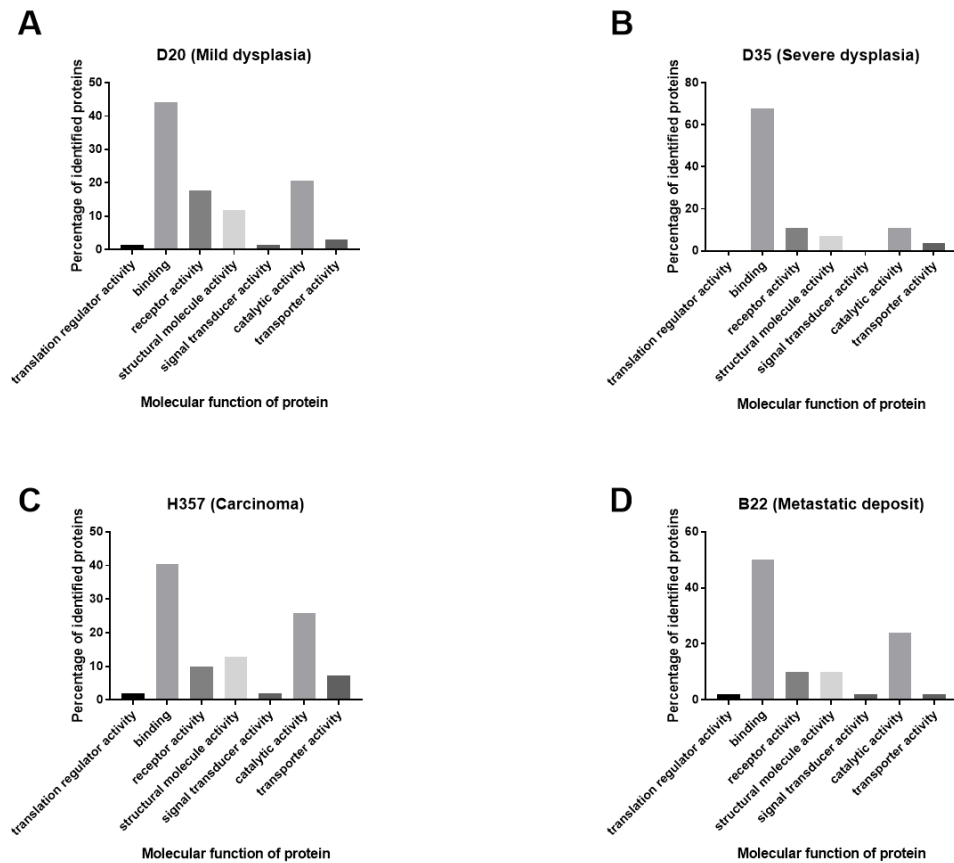 A
D20 (Mild dysplasia)
Percentage of identified proteins
50
40
30
20
10
0
translation regulator activity
binding
receptor activity
structural molecule activity
signal transducer activity
catalytic activity
transporter activity
Molecular function of protein
B
D35 (Severe dysplasia)
Percentage of identified proteins
80
60
40
20
0
translation regulator activity
binding
receptor activity
structural molecule activity
signal transducer activity
catalytic activity
transporter activity
Molecular function of protein
C
H357 (Carcinoma)
Percentage of identified proteins
50
40
30
20
10
0
translation regulator activity
binding
receptor activity
structural molecule activity
signal transducer activity
catalytic activity
transporter activity
Molecular function of protein
D
B22 (Metastatic deposit)
Percentage of identified proteins
60
40
20
0
translation regulator activity
binding
receptor activity
structural molecule activity
signal transducer activity
catalytic activity
transporter activity
Molecular function of protein